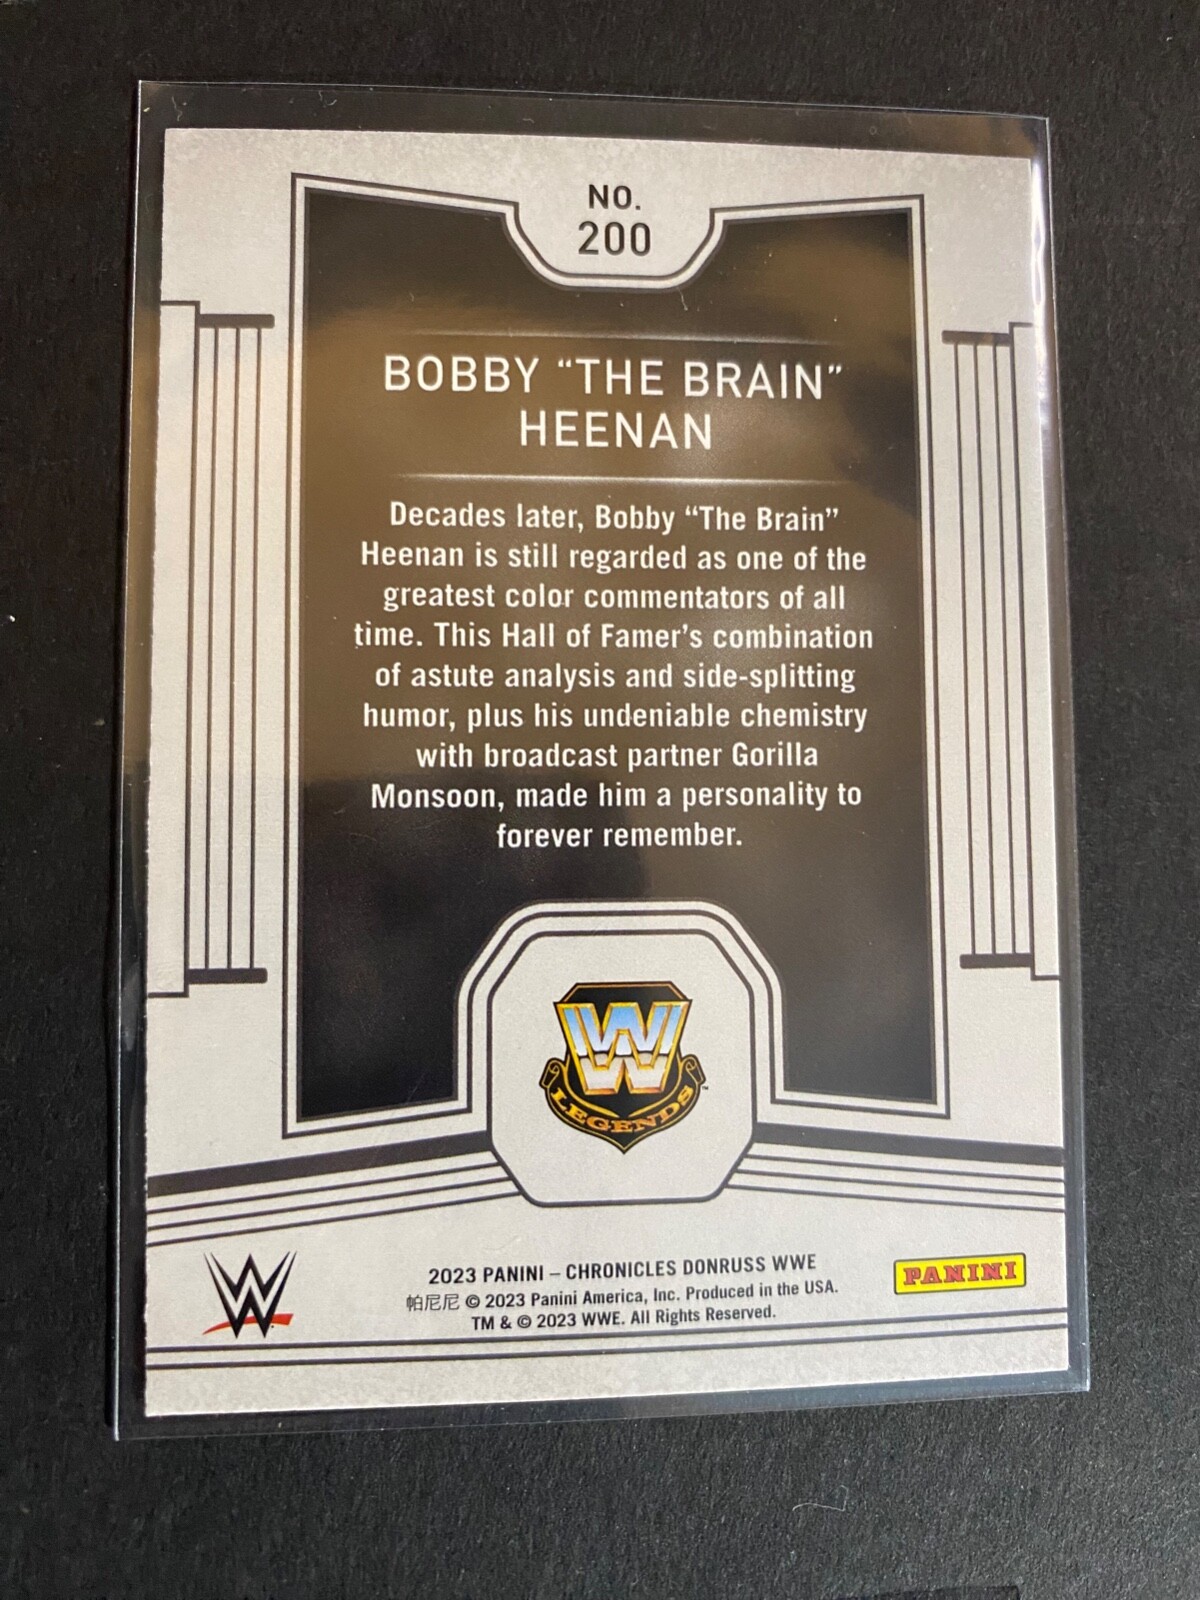 NO.
200
BOBBY “THE BRAIN”
HEENAN
Decades later, Bobby “The Brain”
Heenan is still regarded as one of the
greatest color commentators of all
time. This Hall of Famer’s combination
of astute analysis and side-splitting
humor, plus his undeniable chemistry
with broadcast partner Gorilla
Monsoon, made him a personality to
forever remember.
WW
LEGENDS
™
W
2023 PANINI – CHRONICLES DONRUSS WWE
帕尼尼 © 2023 Panini America, Inc. Produced in the USA.
TM & © 2023 WWE. All Rights Reserved.
PANINI